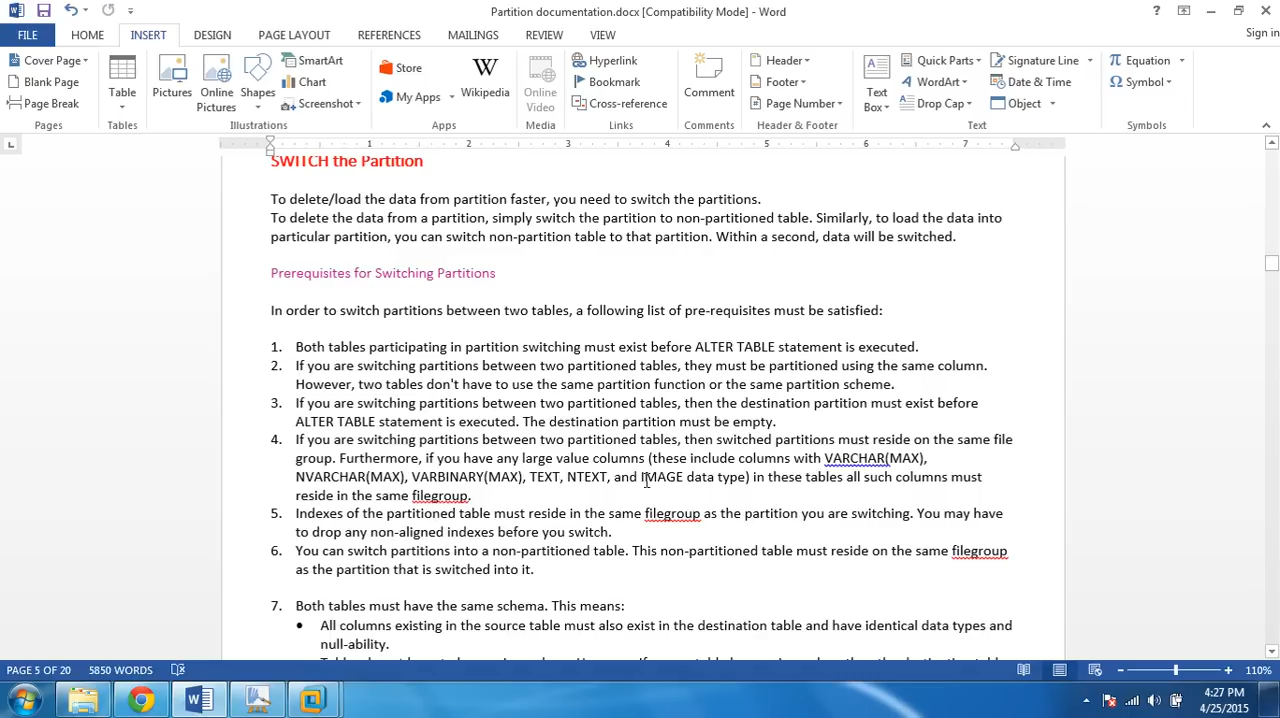 Partition documentation.docx [Compatibility Mode] - Word
?
FILE HOME INSERT DESIGN PAGE LAYOUT REFERENCES MAILINGS REVIEW VIEW Sign in
Cover Page
Blank Page
Page Break
Pages
Table
Tables
Pictures
Online Pictures
Shapes
SmartArt
Chart
Screenshot
Illustrations
Store
My Apps
W
Wikipedia
Apps
Online Video
Media
Hyperlink
Bookmark
Cross-reference
Links
Comment
Comments
Header
Footer
Page Number
Header & Footer
Text Box
Quick Parts
WordArt
Drop Cap
Signature Line
Date & Time
Object
Text
Equation
Symbol
Symbols
1 2 3 4 5 6 7
SWITCH the Partition
To delete/load the data from partition faster, you need to switch the partitions.
To delete the data from a partition, simply switch the partition to non-partitioned table. Similarly, to load the data into
particular partition, you can switch non-partition table to that partition. Within a second, data will be switched.
Prerequisites for Switching Partitions
In order to switch partitions between two tables, a following list of pre-requisites must be satisfied:
1. Both tables participating in partition switching must exist before ALTER TABLE statement is executed.
2. If you are switching partitions between two partitioned tables, they must be partitioned using the same column.
However, two tables don't have to use the same partition function or the same partition scheme.
3. If you are switching partitions between two partitioned tables, then the destination partition must exist before
ALTER TABLE statement is executed. The destination partition must be empty.
4. If you are switching partitions between two partitioned tables, then switched partitions must reside on the same file
group. Furthermore, if you have any large value columns (these include columns with VARCHAR(MAX),
NVARCHAR(MAX), VARBINARY(MAX), TEXT, NTEXT, and IMAGE data type) in these tables all such columns must
reside in the same filegroup.
5. Indexes of the partitioned table must reside in the same filegroup as the partition you are switching. You may have
to drop any non-aligned indexes before you switch.
6. You can switch partitions into a non-partitioned table. This non-partitioned table must reside on the same filegroup
as the partition that is switched into it.
7. Both tables must have the same schema. This means:
• All columns existing in the source table must also exist in the destination table and have identical data types and
null-ability.
PAGE 5 OF 20 5850 WORDS 110%
4:27 PM
4/25/2015